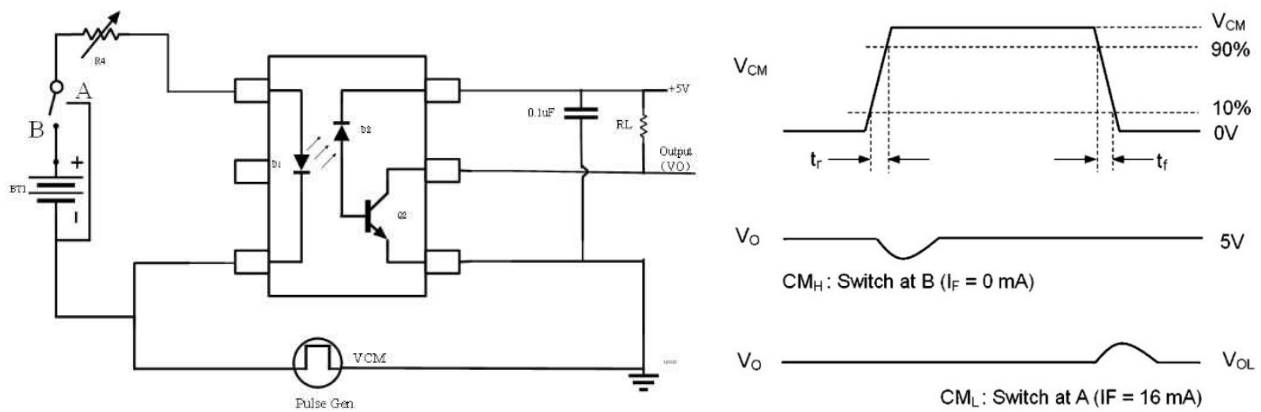 R4
A
B
+
BT1
-
D1
D2
Q2
0.1uF
+5V
RL
Output
(VO)
VCM
Pulse Gen
VCM
VCM
90%
10%
0V
tr
tf
VO
5V
CMH : Switch at B (IF = 0 mA)
VO
VOL
CML : Switch at A (IF = 16 mA)